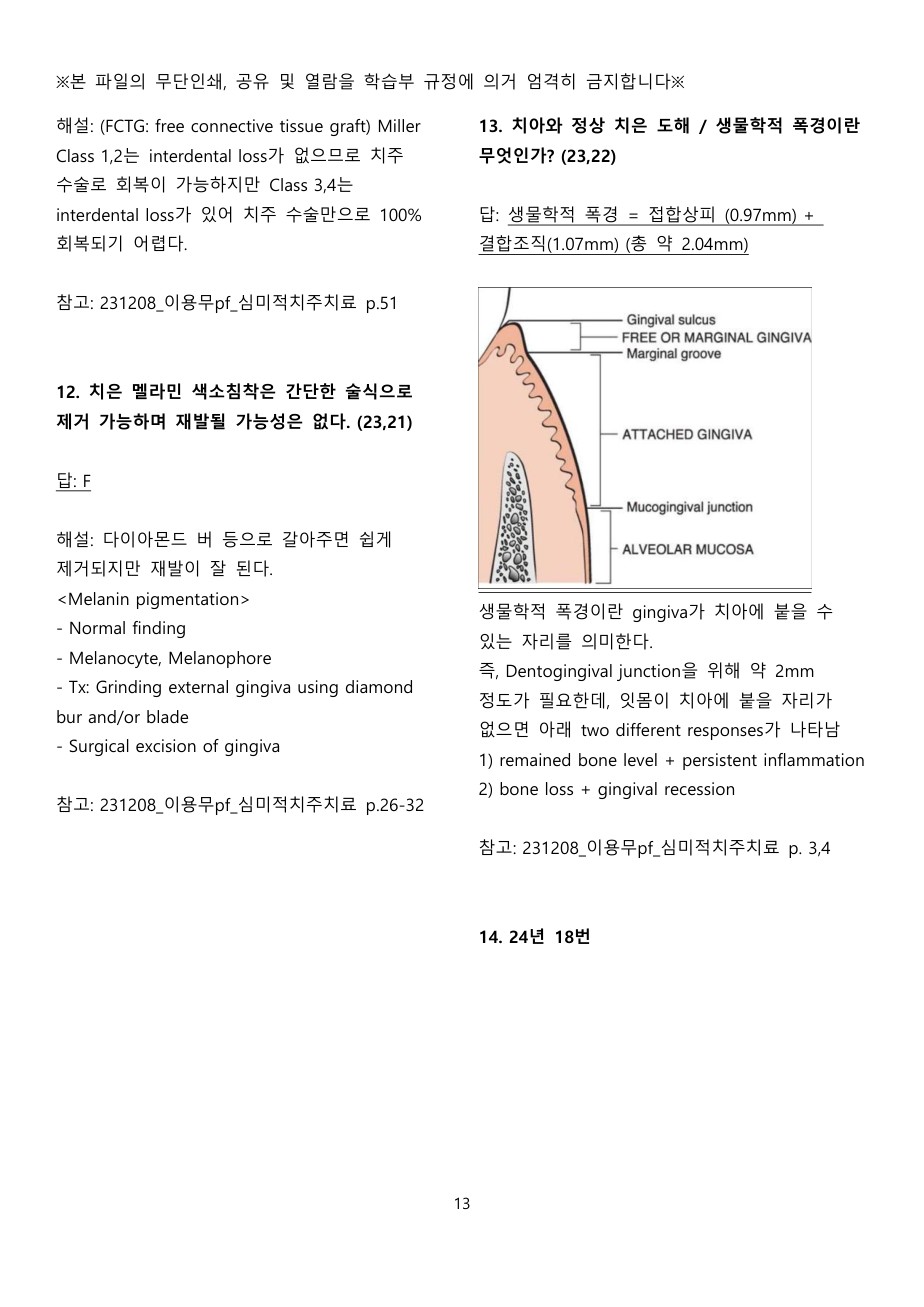 ※본 파일의 무단인쇄, 공유 및 열람을 학습부 규정에 의거 엄격히 금지합니다※
해설: (FCTG: free connective tissue graft) Miller
Class 1,2는 interdental loss가 없으므로 치주
수술로 회복이 가능하지만 Class 3,4는
interdental loss가 있어 치주 수술만으로 100%
회복되기 어렵다.
참고: 231208_이용무pf_심미적치주치료 p.51
12. 치은 멜라민 색소침착은 간단한 술식으로
제거 가능하며 재발될 가능성은 없다. (23,21)
답: F
해설: 다이아몬드 버 등으로 갈아주면 쉽게
제거되지만 재발이 잘 된다.
<Melanin pigmentation>
- Normal finding
- Melanocyte, Melanophore
- Tx: Grinding external gingiva using diamond
bur and/or blade
- Surgical excision of gingiva
참고: 231208_이용무pf_심미적치주치료 p.26-32
13. 치아와 정상 치은 도해 / 생물학적 폭경이란
무엇인가? (23,22)
답: 생물학적 폭경 = 접합상피 (0.97mm) +
결합조직(1.07mm) (총 약 2.04mm)
Gingival sulcus
FREE OR MARGINAL GINGIVA
Marginal groove
ATTACHED GINGIVA
Mucogingival junction
ALVEOLAR MUCOSA
생물학적 폭경이란 gingiva가 치아에 붙을 수
있는 자리를 의미한다.
즉, Dentogingival junction을 위해 약 2mm
정도가 필요한데, 잇몸이 치아에 붙을 자리가
없으면 아래 two different responses가 나타남
1) remained bone level + persistent inflammation
2) bone loss + gingival recession
참고: 231208_이용무pf_심미적치주치료 p. 3,4
14. 24년 18번
13